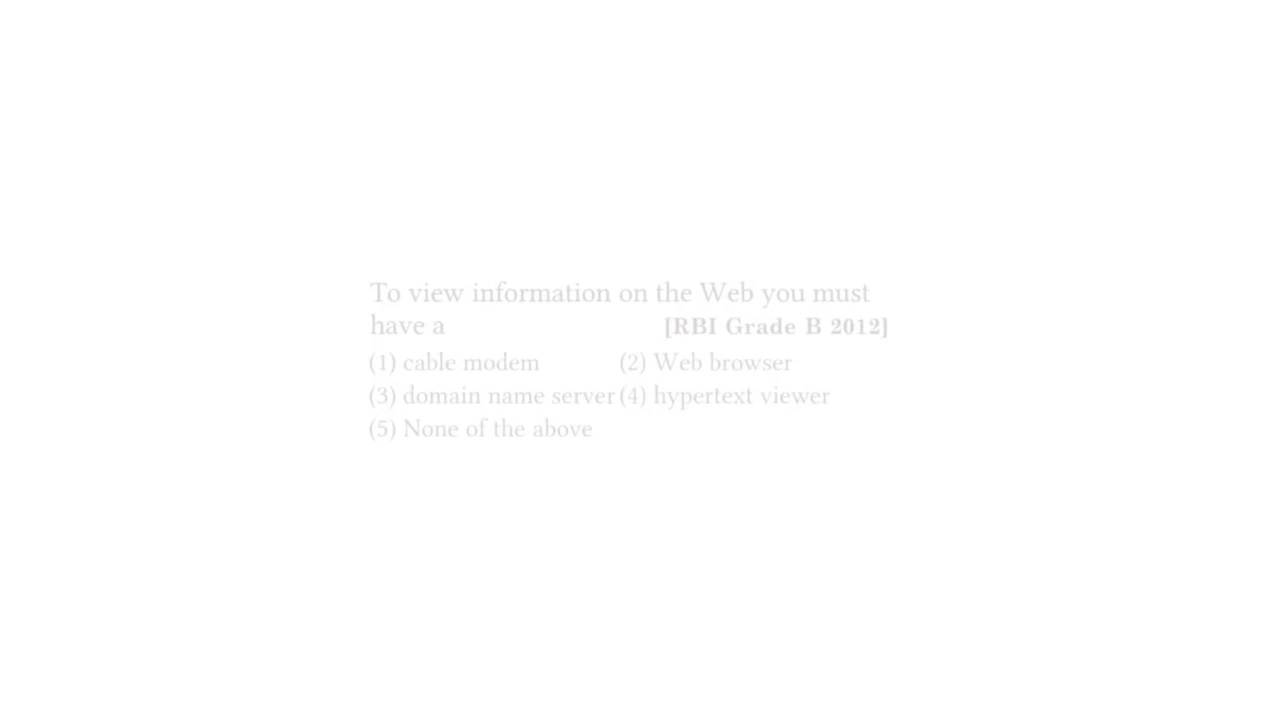 To view information on the Web you must
have a [RBI Grade B 2012]
(1) cable modem (2) Web browser
(3) domain name server (4) hypertext viewer
(5) None of the above